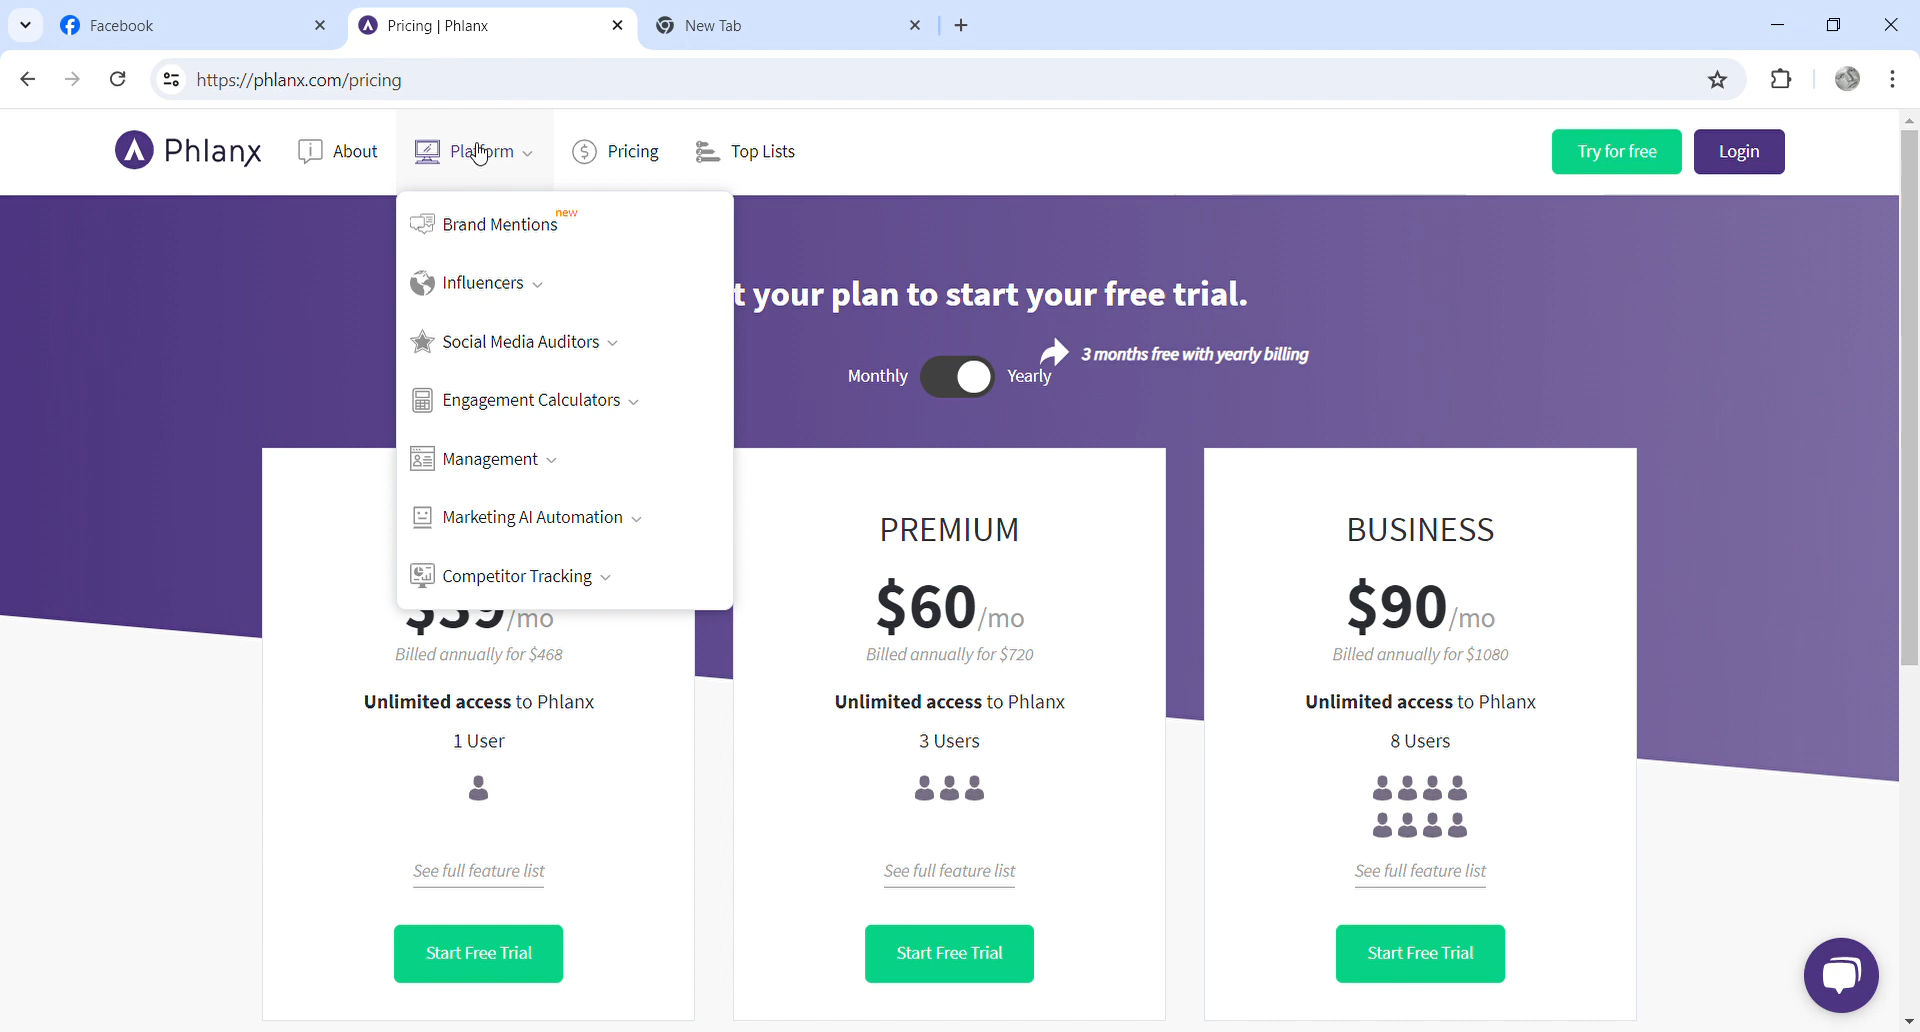 Facebook
Pricing | Phlanx
New Tab
https://phlanx.com/pricing
Phlanx
About
Platform
Pricing
Top Lists
Try for free
Login
Brand Mentions new
Influencers
Social Media Auditors
Engagement Calculators
Management
Marketing AI Automation
Competitor Tracking
t your plan to start your free trial.
3 months free with yearly billing
Monthly
Yearly
$39/mo
Billed annually for $468
Unlimited access to Phlanx
1 User
See full feature list
Start Free Trial
PREMIUM
$60/mo
Billed annually for $720
Unlimited access to Phlanx
3 Users
See full feature list
Start Free Trial
BUSINESS
$90/mo
Billed annually for $1080
Unlimited access to Phlanx
8 Users
See full feature list
Start Free Trial